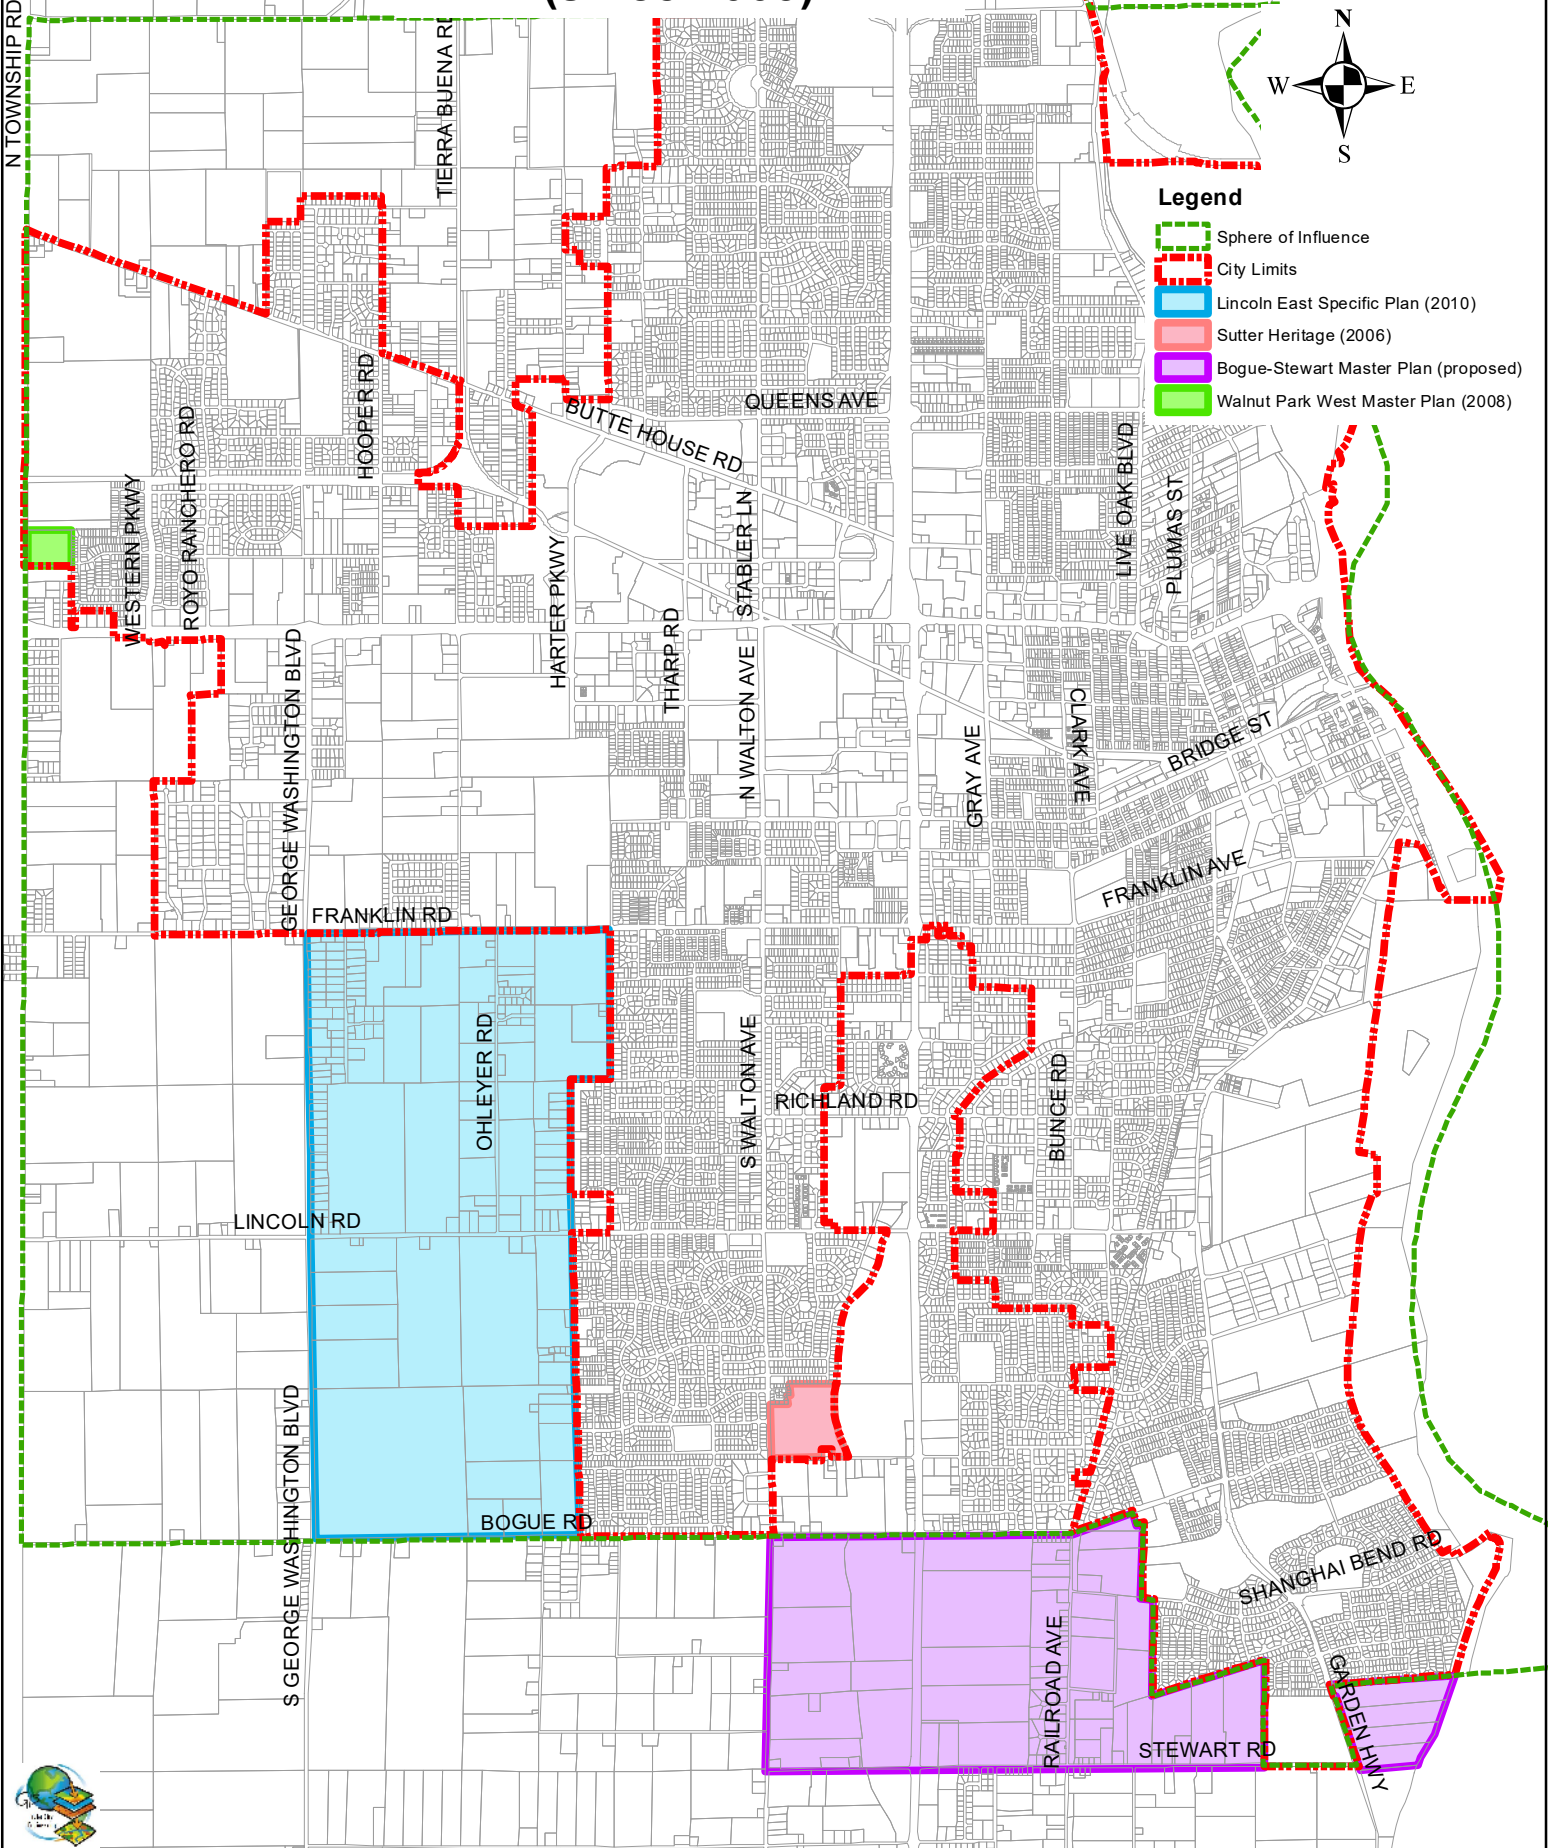 N TOWNSHIP RD
TIERRA BUENA RD
N
W
E
S
Legend
Sphere of Influence
City Limits
Lincoln East Specific Plan (2010)
Sutter Heritage (2006)
Bogue-Stewart Master Plan (proposed)
Walnut Park West Master Plan (2008)
HOOPER RD
QUEENS AVE
BUTTE HOUSE RD
ROYO RANCHERO RD
WESTERN PKWY
STABLER LN
LIVE OAK BLVD
PLUMAS ST
HARTER PKWY
THARP RD
GEORGE WASHINGTON BLVD
N WALTON AVE
GRAY AVE
CLARK AVE
BRIDGE ST
FRANKLIN AVE
FRANKLIN RD
OHLEYER RD
S WALTON AVE
RICHLAND RD
BUNCE RD
LINCOLN RD
S GEORGE WASHINGTON BLVD
BOGUE RD
SHANGHAI BEND RD
RAILROAD AVE
GARDEN HWY
STEWART RD